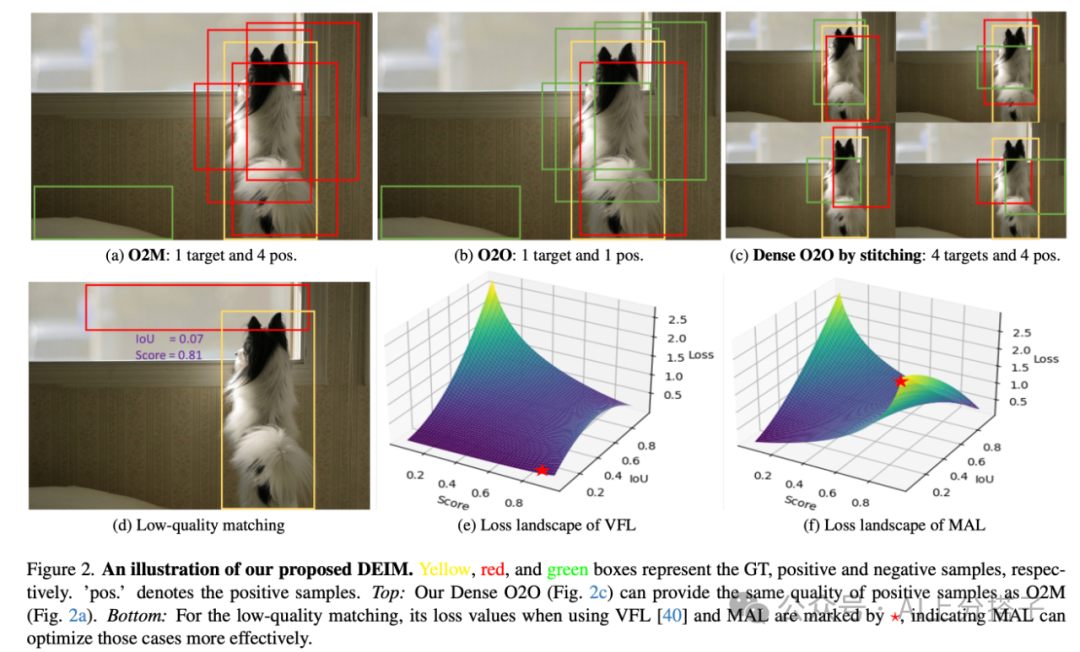 (a) O2M: 1 target and 4 pos.
(b) O2O: 1 target and 1 pos.
(c) Dense O2O by stitching: 4 targets and 4 pos.
IoU = 0.07
Score = 0.81
2.5
2.0
1.5
1.0
0.5
Loss
0.8
0.6
0.4
0.2
IoU
0.2
0.4
0.6
0.8
Score
2.5
2.0
1.5
1.0
0.5
Loss
0.8
0.6
0.4
0.2
IoU
0.2
0.4
0.6
0.8
Score
(d) Low-quality matching
(e) Loss landscape of VFL
(f) Loss landscape of MAL
Figure 2. An illustration of our proposed DEIM. Yellow, red, and green boxes represent the GT, positive and negative samples, respec-
tively. 'pos.' denotes the positive samples. Top: Our Dense O2O (Fig. 2c) can provide the same quality of positive samples as O2M
(Fig. 2a). Bottom: For the low-quality matching, its loss values when using VFL [40] and MAL are marked by ★, indicating MAL can
optimize those cases more effectively.
公众号